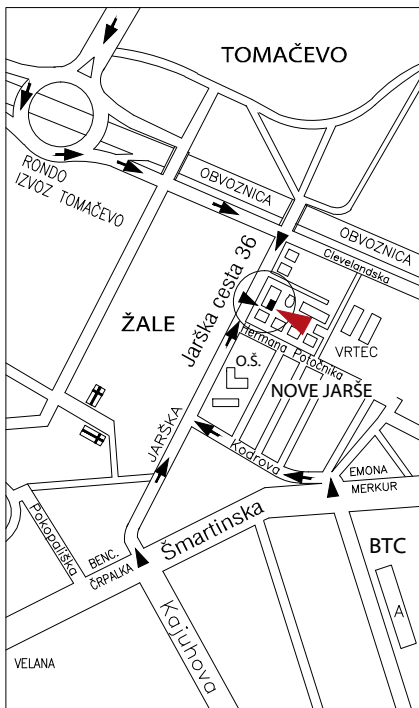 TOMAČEVO
RONDO
IZVOZ TOMAČEVO
OBVOZNICA
OBVOZNICA
Clevelandska
Jarška cesta 36
ŽALE
Hermana Potočnika
VRTEC
O.Š.
NOVE JARŠE
JARŠKA
Kodrova
EMONA
MERKUR
Pokopališka
Šmartinska
BENC.
ČRPALKA
BTC
Kajuhova
A
VELANA